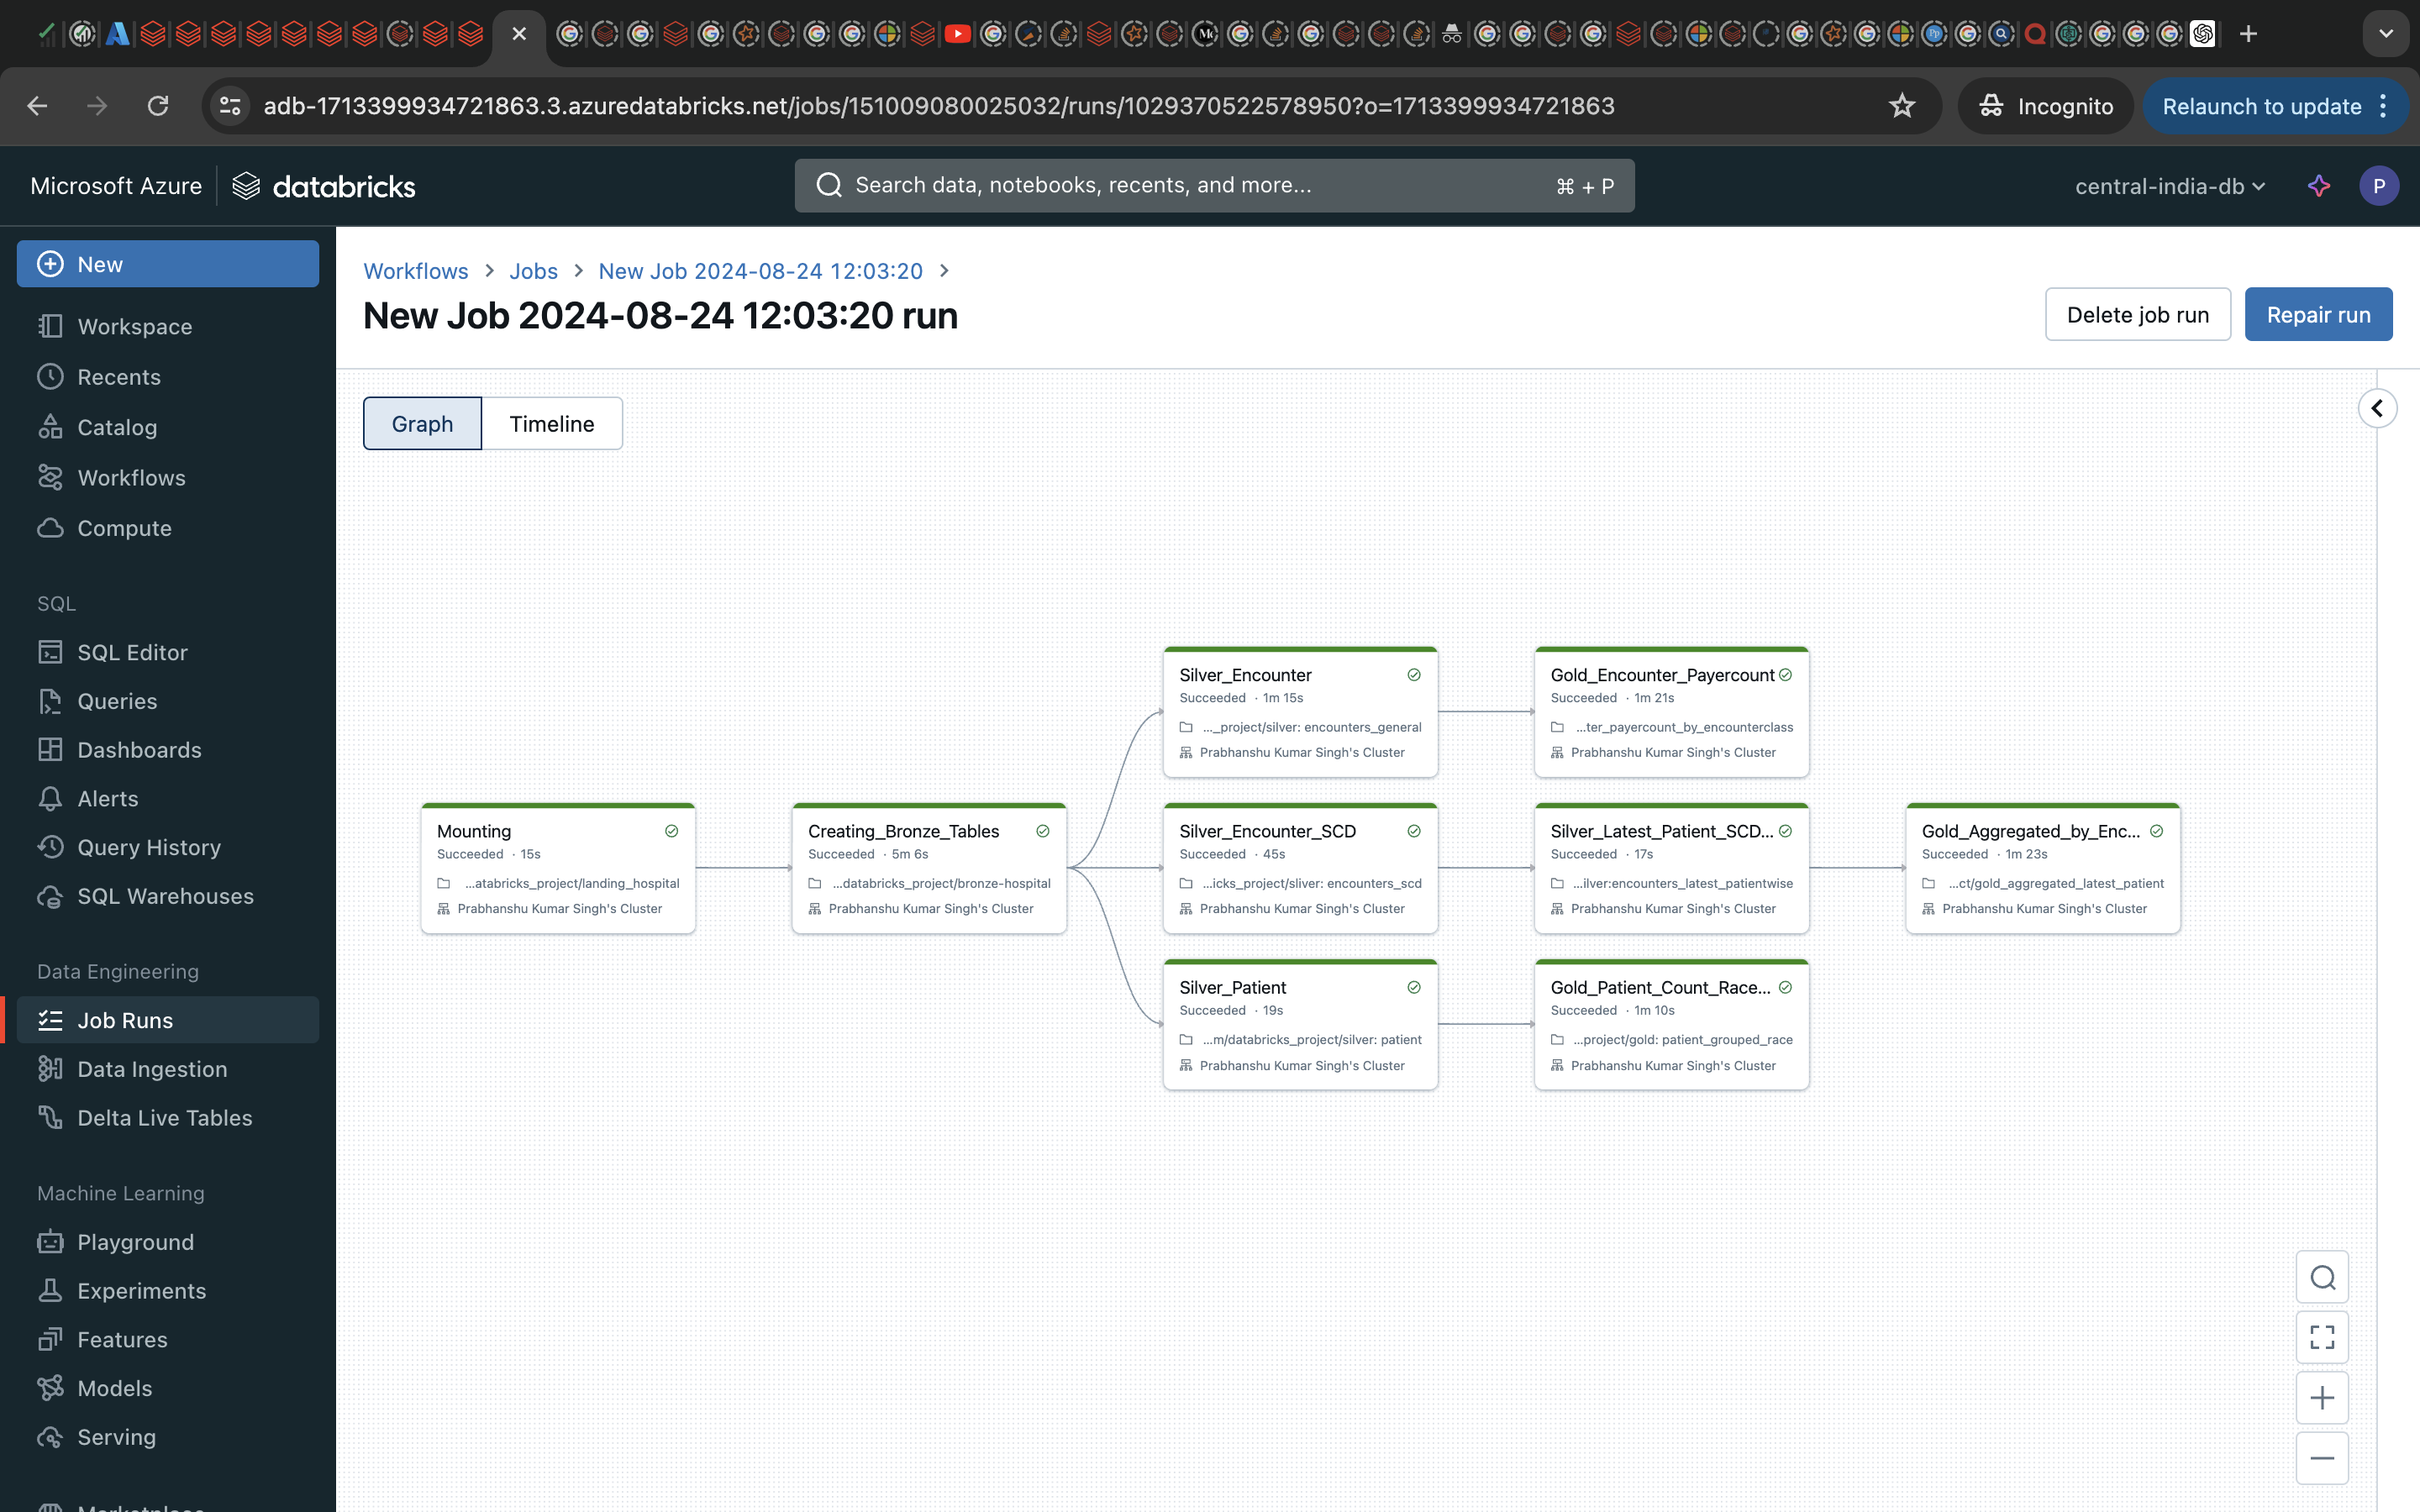 adb-1713399934721863.3.azuredatabricks.net/jobs/151009080025032/runs/1029370522578950?o=1713399934721863
Incognito
Relaunch to update
Microsoft Azure
databricks
Search data, notebooks, recents, and more...
⌘ + P
central-india-db
P
New
Workspace
Recents
Catalog
Workflows
Compute
SQL
SQL Editor
Queries
Dashboards
Alerts
Query History
SQL Warehouses
Data Engineering
Job Runs
Data Ingestion
Delta Live Tables
Machine Learning
Playground
Experiments
Features
Models
Serving
Workflows > Jobs > New Job 2024-08-24 12:03:20 >
New Job 2024-08-24 12:03:20 run
Delete job run
Repair run
Graph
Timeline
Mounting
Succeeded · 15s
...atabricks_project/landing_hospital
Prabhanshu Kumar Singh's Cluster
Creating_Bronze_Tables
Succeeded · 5m 6s
...databricks_project/bronze-hospital
Prabhanshu Kumar Singh's Cluster
Silver_Encounter
Succeeded · 1m 15s
..._project/silver: encounters_general
Prabhanshu Kumar Singh's Cluster
Gold_Encounter_Payercount
Succeeded · 1m 21s
...ter_payercount_by_encounterclass
Prabhanshu Kumar Singh's Cluster
Silver_Encounter_SCD
Succeeded · 45s
...icks_project/sliver: encounters_scd
Prabhanshu Kumar Singh's Cluster
Silver_Latest_Patient_SCD...
Succeeded · 17s
...ilver:encounters_latest_patientwise
Prabhanshu Kumar Singh's Cluster
Gold_Aggregated_by_Enc...
Succeeded · 1m 23s
...ct/gold_aggregated_latest_patient
Prabhanshu Kumar Singh's Cluster
Silver_Patient
Succeeded · 19s
...m/databricks_project/silver: patient
Prabhanshu Kumar Singh's Cluster
Gold_Patient_Count_Race...
Succeeded · 1m 10s
...project/gold: patient_grouped_race
Prabhanshu Kumar Singh's Cluster